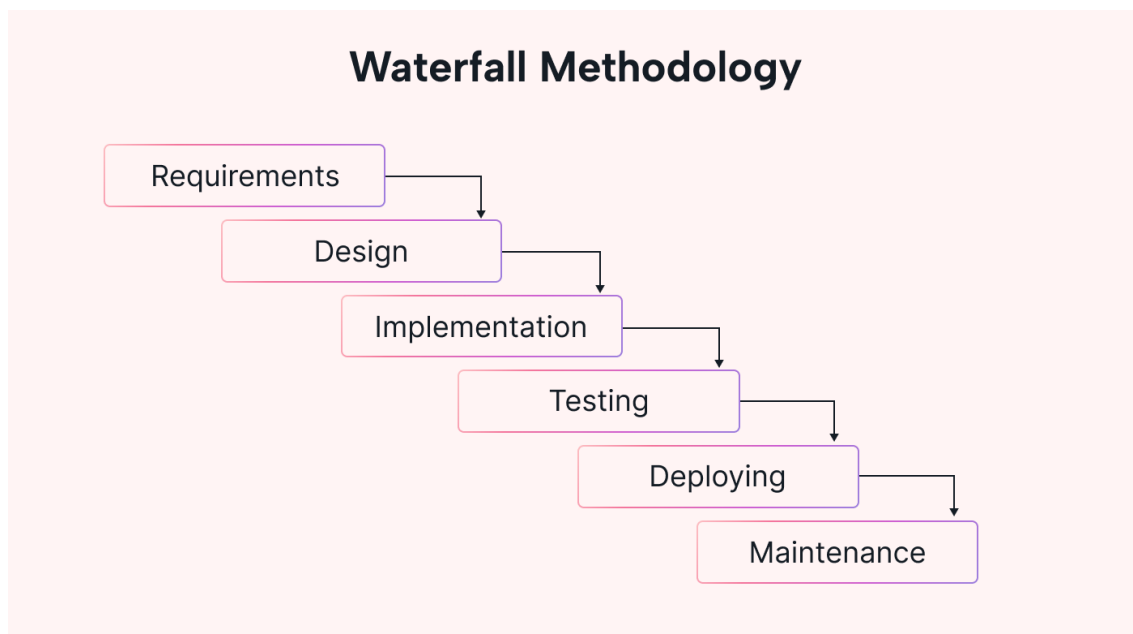 Waterfall Methodology
Requirements
Design
Implementation
Testing
Deploying
Maintenance